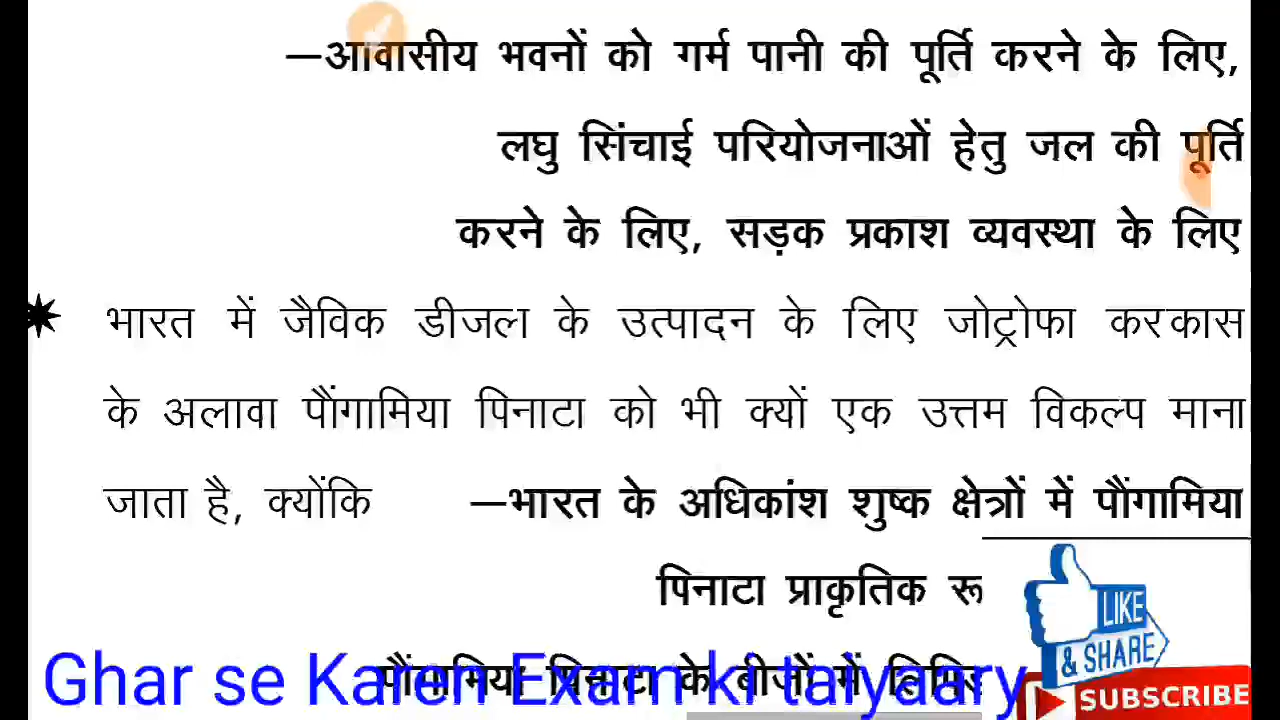 —आवासीय भवनों को गर्म पानी की पूर्ति करने के लिए,
लघु सिंचाई परियोजनाओं हेतु जल की पूर्ति
करने के लिए, सड़क प्रकाश व्यवस्था के लिए
✷ भारत में जैविक डीजल के उत्पादन के लिए जोट्रोफा करकास
के अलावा पौंगामिया पिनाटा को भी क्यों एक उत्तम विकल्प माना
जाता है, क्योंकि —भारत के अधिकांश शुष्क क्षेत्रों में पौंगामिया
पिनाटा प्राकृतिक
पौंगामिया पिनाटा के बीजों में
Ghar se Karen Exam ki taiyaary
LIKE
& SHARE
SUBSCRIBE